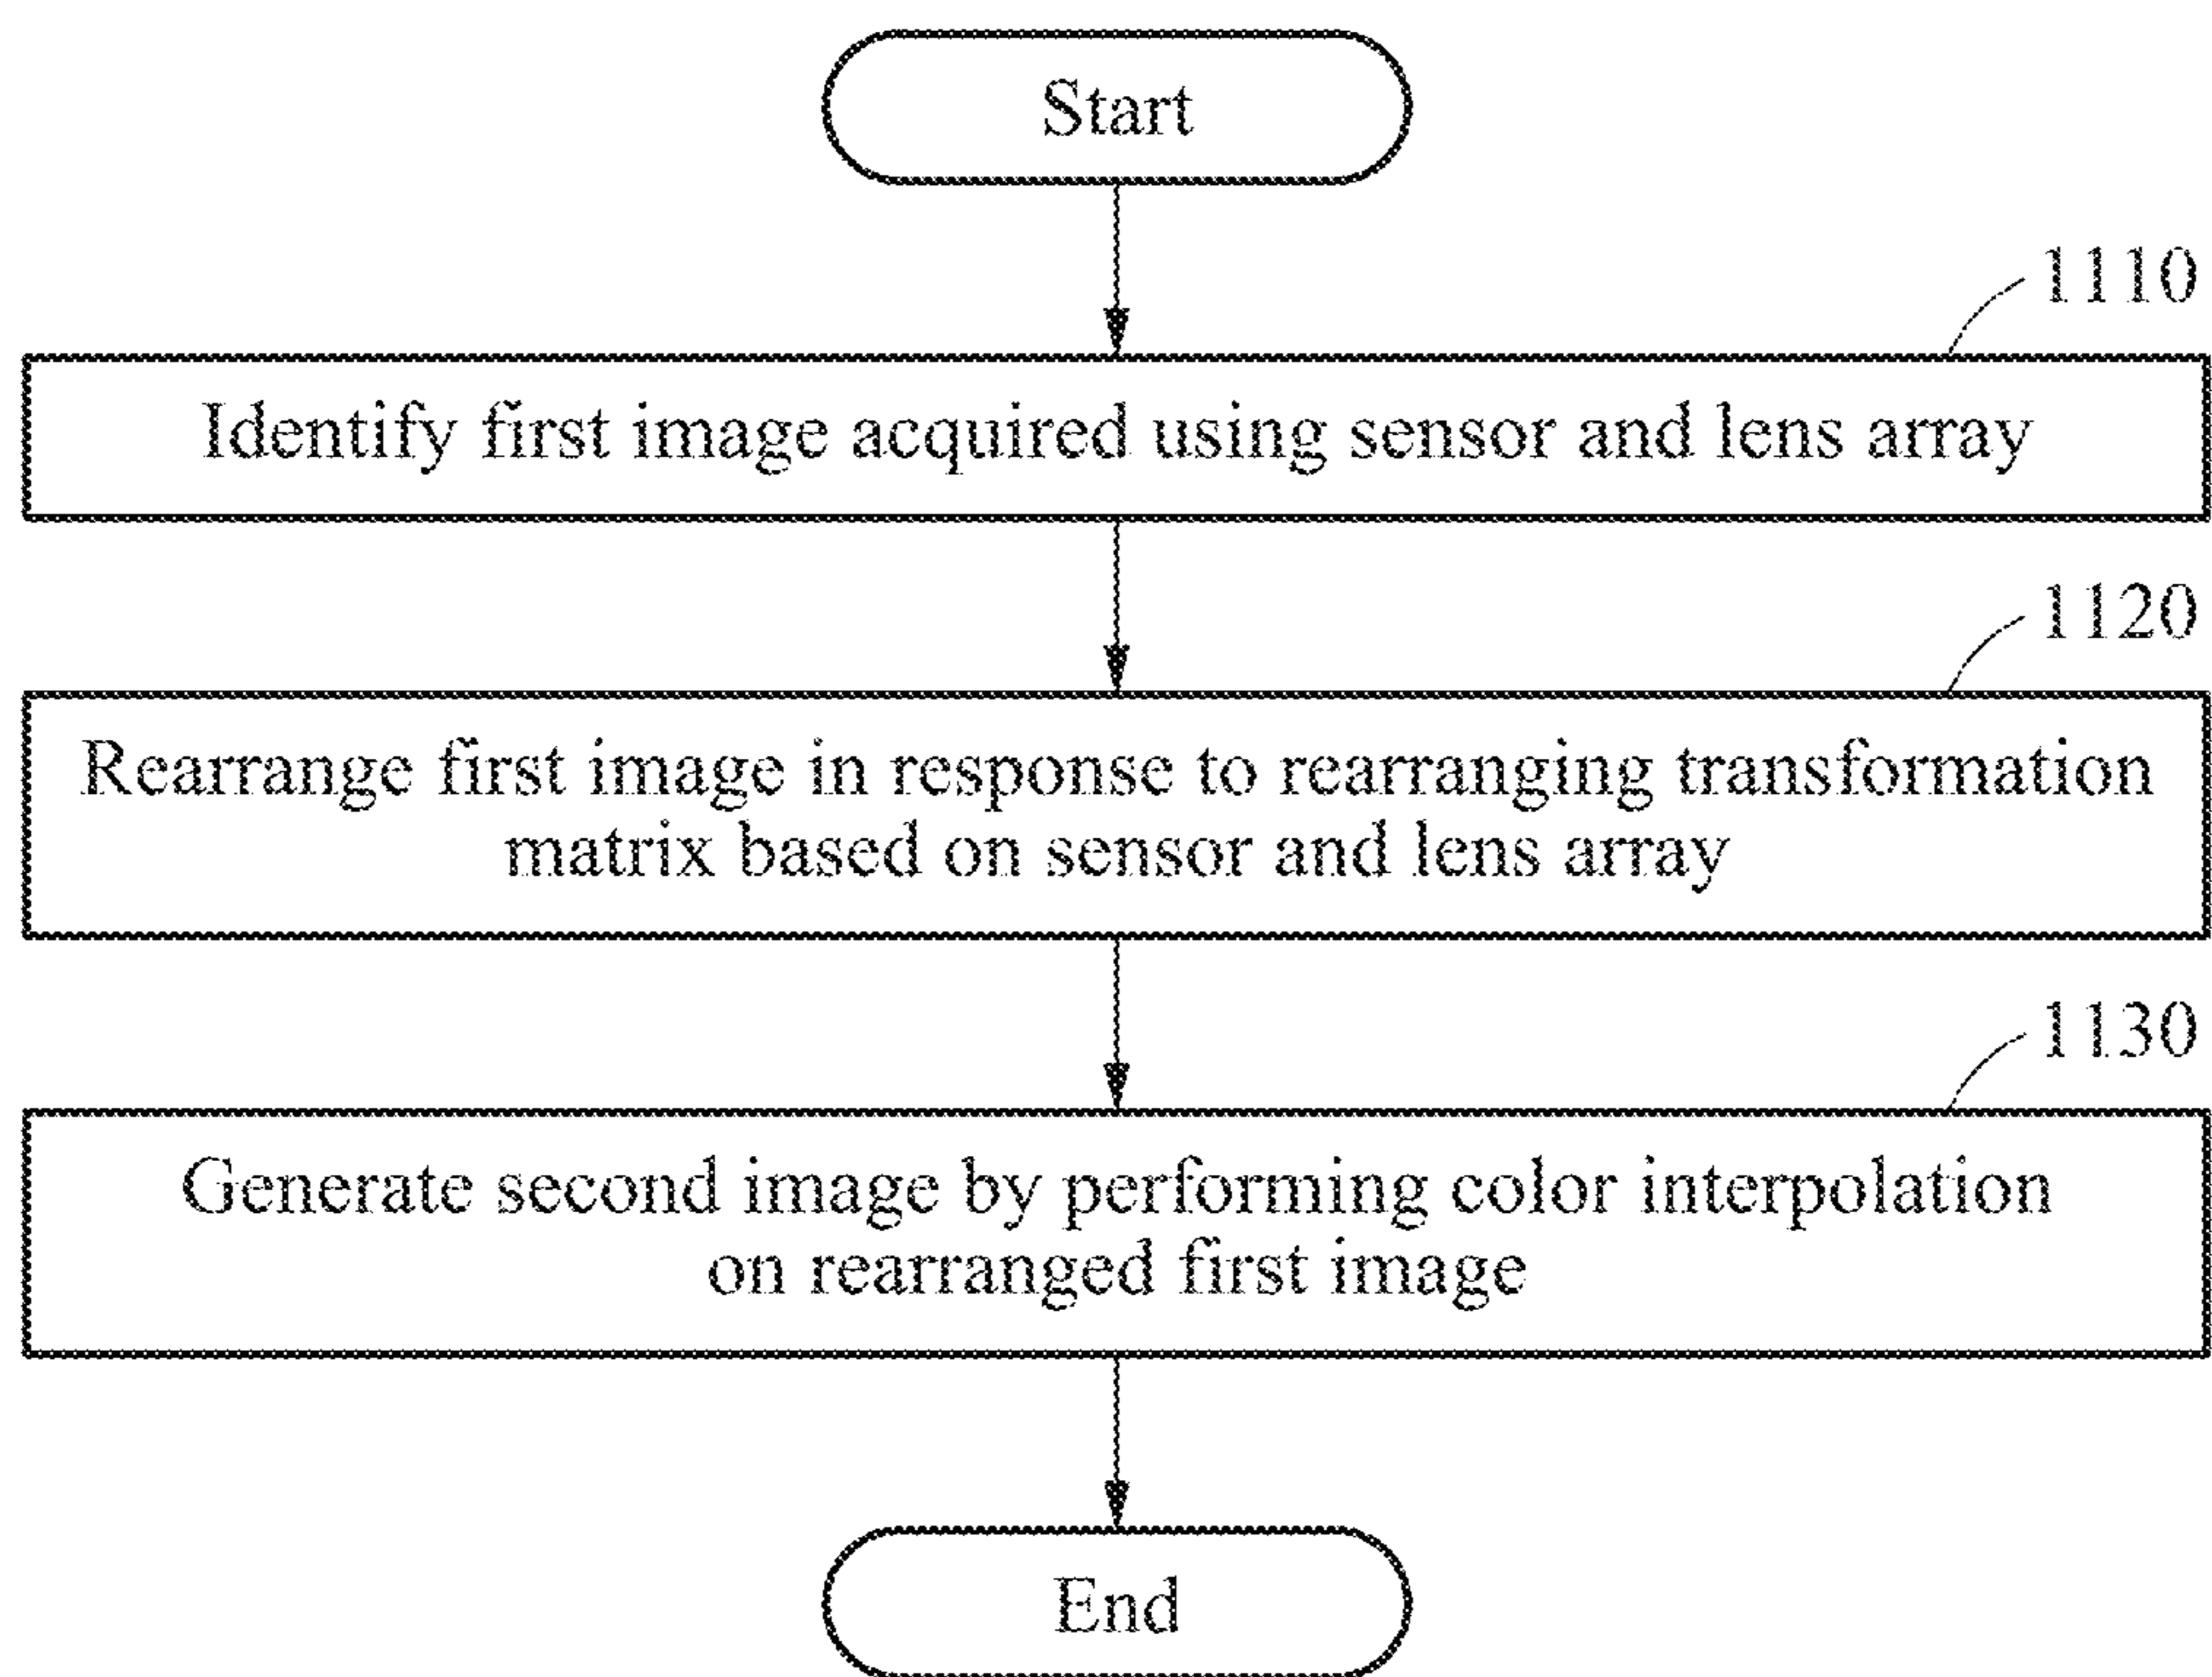 Start
1110
Identify first image acquired using sensor and lens array
1120
Rearrange first image in response to rearranging transformation
matrix based on sensor and lens array
1130
Generate second image by performing color interpolation
on rearranged first image
End